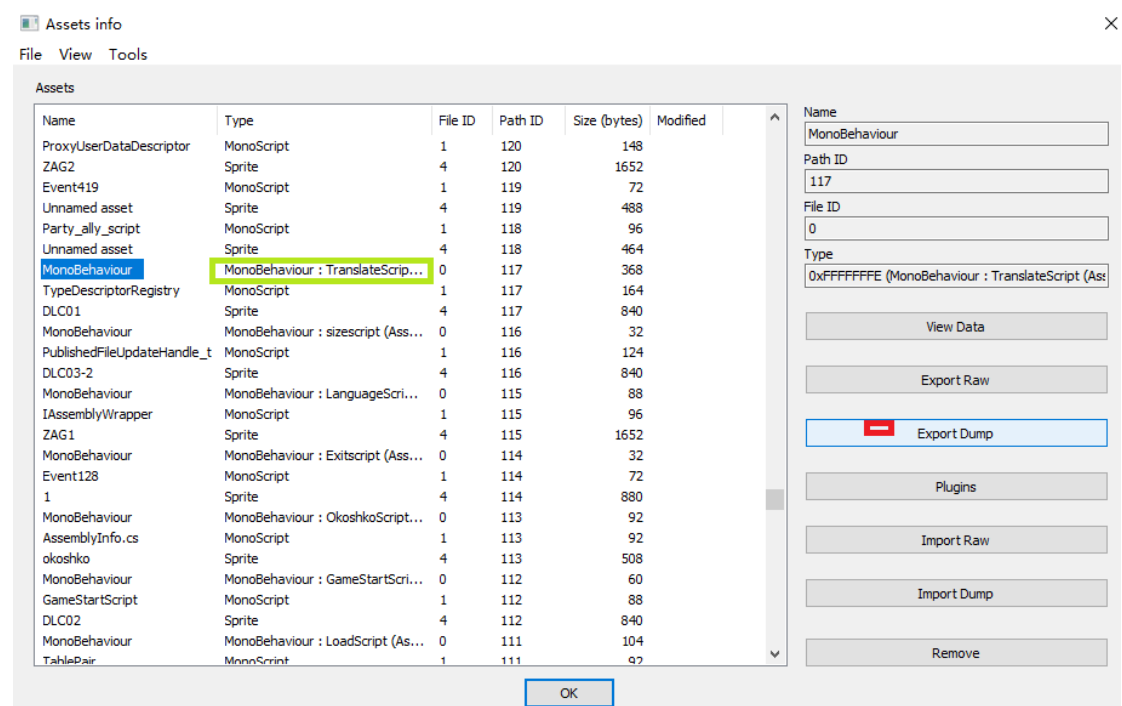 Assets info
File View Tools
Assets
Name Type File ID Path ID Size (bytes) Modified
ProxyUserDataDescriptor MonoScript 1 120 148
ZAG2 Sprite 4 120 1652
Event419 MonoScript 1 119 72
Unnamed asset Sprite 4 119 488
Party_ally_script MonoScript 1 118 96
Unnamed asset Sprite 4 118 464
MonoBehaviour MonoBehaviour : TranslateScrip... 0 117 368
TypeDescriptorRegistry MonoScript 1 117 164
DLC01 Sprite 4 117 840
MonoBehaviour MonoBehaviour : sizescript (Ass... 0 116 32
PublishedFileUpdateHandle_t MonoScript 1 116 124
DLC03-2 Sprite 4 116 840
MonoBehaviour MonoBehaviour : LanguageScri... 0 115 88
IAssemblyWrapper MonoScript 1 115 96
ZAG1 Sprite 4 115 1652
MonoBehaviour MonoBehaviour : Exitscript (Ass... 0 114 32
Event128 MonoScript 1 114 72
1 Sprite 4 114 880
MonoBehaviour MonoBehaviour : OkoshkoScript... 0 113 92
AssemblyInfo.cs MonoScript 1 113 92
okoshko Sprite 4 113 508
MonoBehaviour MonoBehaviour : GameStartScri... 0 112 60
GameStartScript MonoScript 1 112 88
DLC02 Sprite 4 112 840
MonoBehaviour MonoBehaviour : LoadScript (As... 0 111 104
TablePair MonoScript 1 111 92
Name
MonoBehaviour
Path ID
117
File ID
0
Type
0xFFFFFFFE (MonoBehaviour : TranslateScript (Ass
View Data
Export Raw
Export Dump
Plugins
Import Raw
Import Dump
Remove
OK